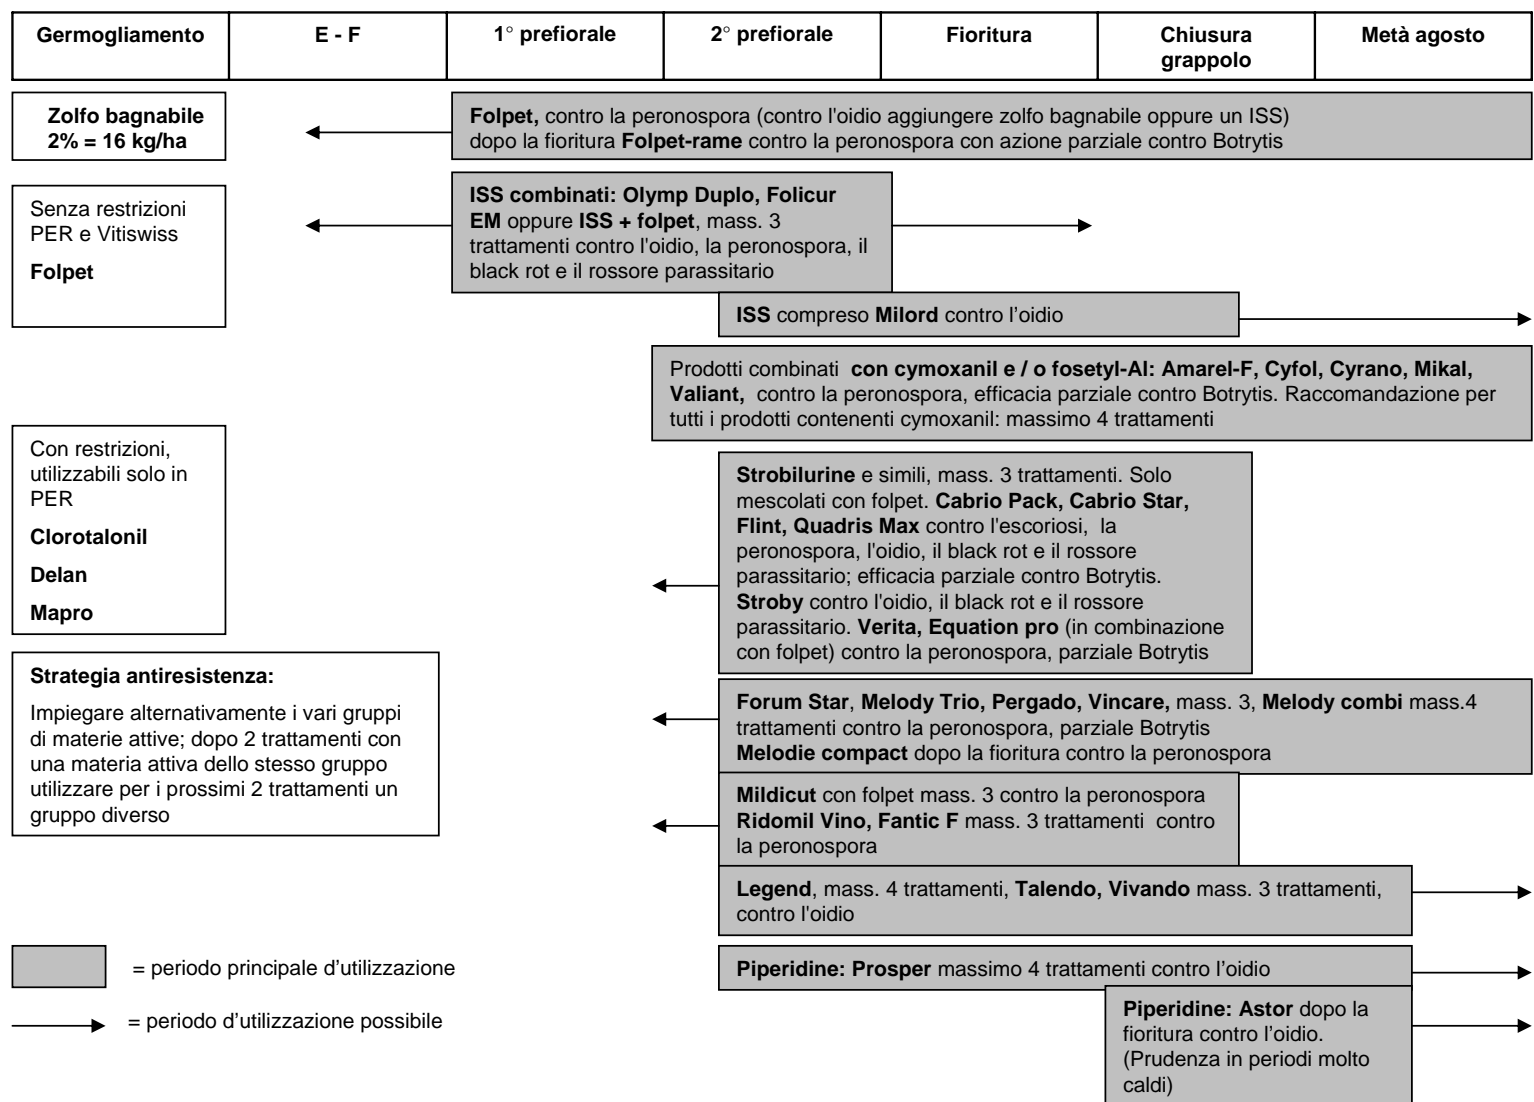 Germogliamento
E - F
1° prefiorale
2° prefiorale
Fioritura
Chiusura
grappolo
Metà agosto
Zolfo bagnabile
2% = 16 kg/ha
Folpet, contro la peronospora (contro l'oidio aggiungere zolfo bagnabile oppure un ISS)
dopo la fioritura Folpet-rame contro la peronospora con azione parziale contro Botrytis
Senza restrizioni
PER e Vitiswiss
Folpet
ISS combinati: Olymp Duplo, Folicur
EM oppure ISS + folpet, mass. 3
trattamenti contro l'oidio, la peronospora, il
black rot e il rossore parassitario
ISS compreso Milord contro l'oidio
Prodotti combinati con cymoxanil e / o fosetyl-Al: Amarel-F, Cyfol, Cyrano, Mikal,
Valiant, contro la peronospora, efficacia parziale contro Botrytis. Raccomandazione per
tutti i prodotti contenenti cymoxanil: massimo 4 trattamenti
Con restrizioni,
utilizzabili solo in
PER
Clorotalonil
Delan
Mapro
Strobilurine e simili, mass. 3 trattamenti. Solo
mescolati con folpet. Cabrio Pack, Cabrio Star,
Flint, Quadris Max contro l'escoriosi, la
peronospora, l'oidio, il black rot e il rossore
parassitario; efficacia parziale contro Botrytis.
Stroby contro l'oidio, il black rot e il rossore
parassitario. Verita, Equation pro (in combinazione
con folpet) contro la peronospora, parziale Botrytis
Strategia antiresistenza:
Impiegare alternativamente i vari gruppi
di materie attive; dopo 2 trattamenti con
una materia attiva dello stesso gruppo
utilizzare per i prossimi 2 trattamenti un
gruppo diverso
Forum Star, Melody Trio, Pergado, Vincare, mass. 3, Melody combi mass.4
trattamenti contro la peronospora, parziale Botrytis
Melodie compact dopo la fioritura contro la peronospora
Mildicut con folpet mass. 3 contro la peronospora
Ridomil Vino, Fantic F mass. 3 trattamenti contro
la peronospora
Legend, mass. 4 trattamenti, Talendo, Vivando mass. 3 trattamenti,
contro l'oidio
= periodo principale d'utilizzazione
Piperidine: Prosper massimo 4 trattamenti contro l'oidio
= periodo d'utilizzazione possibile
Piperidine: Astor dopo la
fioritura contro l'oidio.
(Prudenza in periodi molto
caldi)